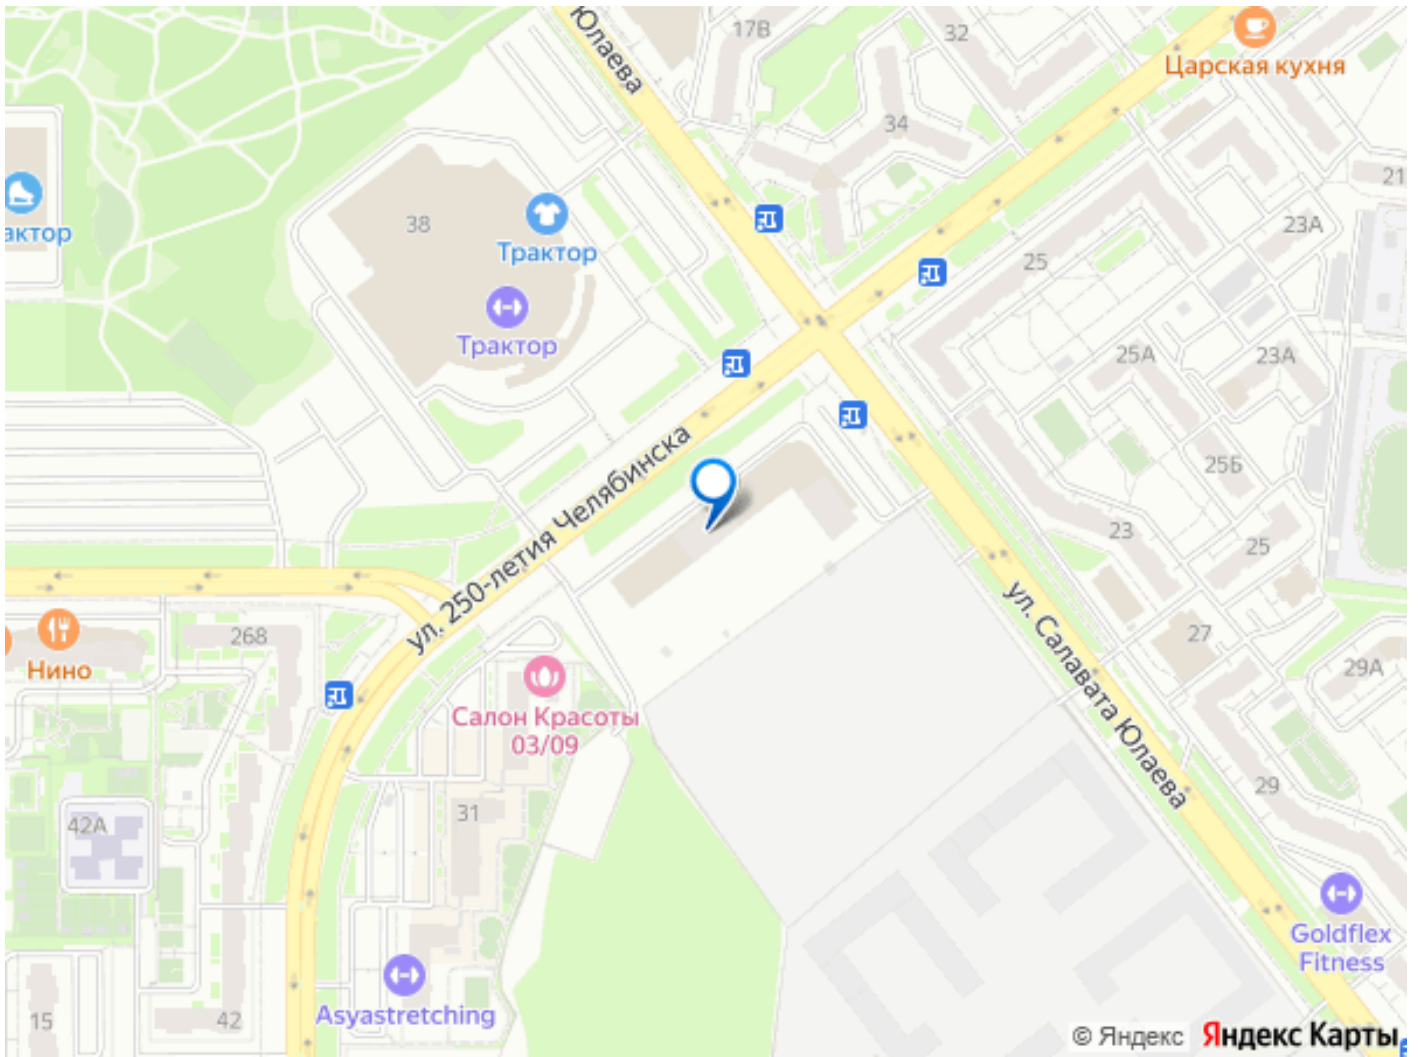 Юлаева
17В
32
Царская кухня
34
21
актор
38
Трактор
23А
25
Трактор
25А
23А
ул. 250-летия Челябинска
25Б
23
25
ул. Салавата Юлаева
27
268
Нино
29А
Салон Красоты
03/09
29
31
42А
Goldflex
Fitness
Asyastretching
15
42
© Яндекс
Яндекс Карты